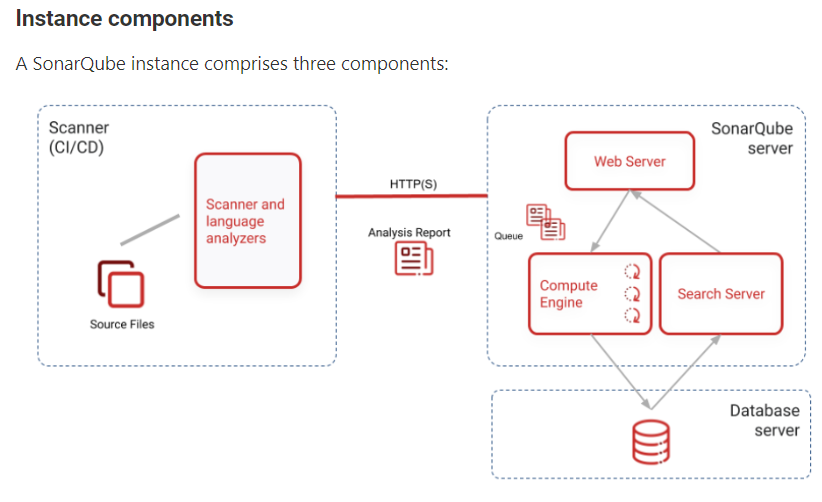 Instance components
A SonarQube instance comprises three components:
Scanner
(CI/CD)
Scanner and
language
analyzers
Source Files
HTTP(S)
Analysis Report
SonarQube
server
Web Server
Queue
Compute
Engine
Search Server
Database
server